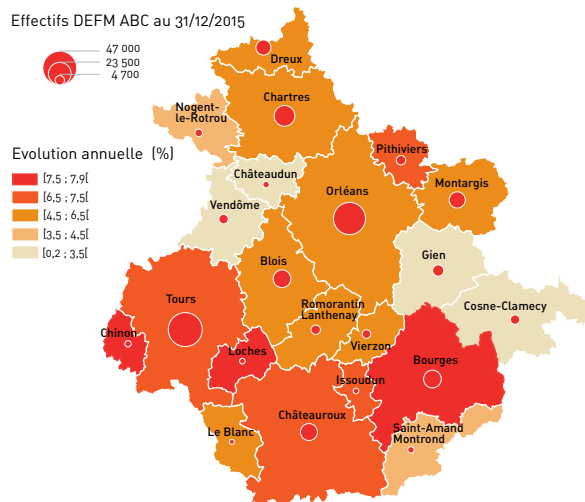 Effectifs DEFM ABC au 31/12/2015
47 000
23 500
4 700
Evolution annuelle (%)
[7.5 ; 7.9[
[6,5 ; 7,5[
[4.5 ; 6,5[
[3.5 ; 4.5[
[0,2 ; 3.5[
Dreux
Chartres
Nogent-
le-Rotrou
Pithiviers
Châteaudun
Orléans
Montargis
Vendôme
Gien
Blois
Tours
Romorantin
Lanthenay
Cosne-Clamecy
Chinon
Vierzon
Loches
Issoudun
Bourges
Châteauroux
Le Blanc
Saint-Amand
Montrond